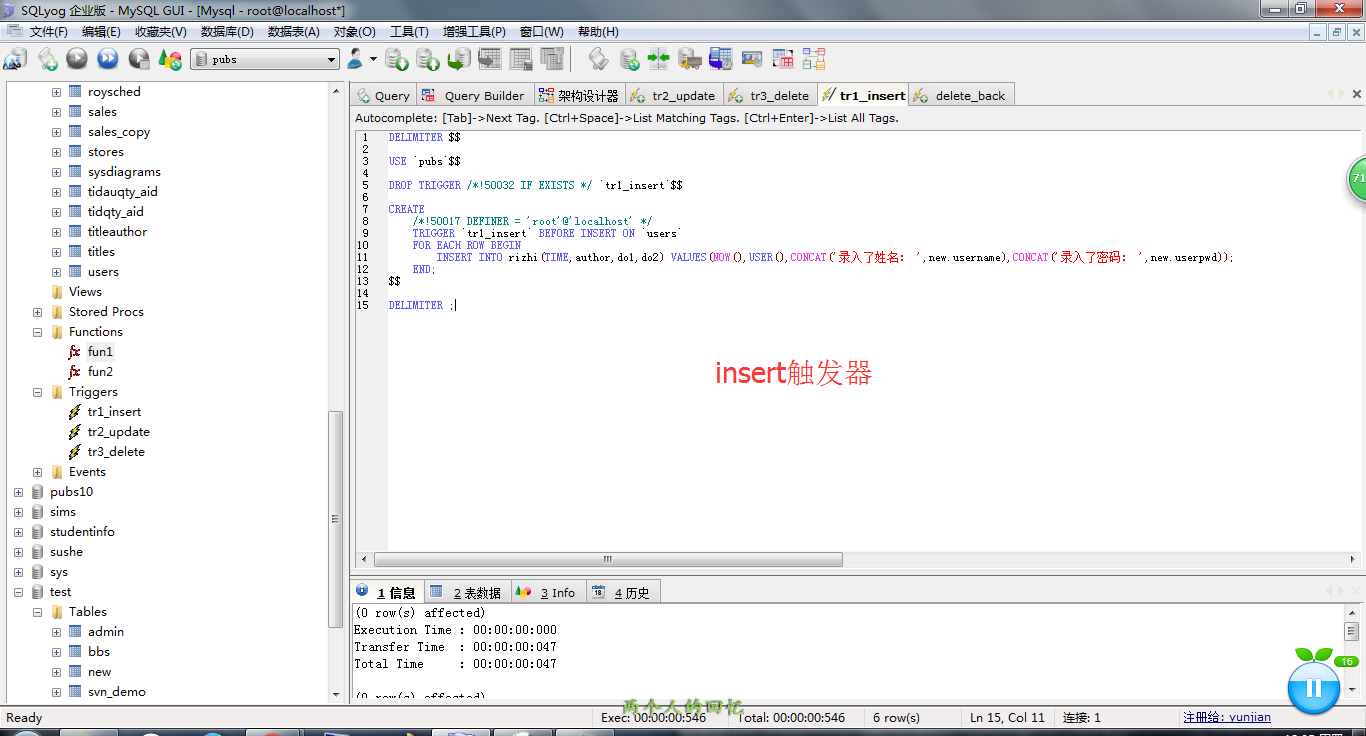 SQLyog 企业版 - MySQL GUI - [Mysql - root@localhost*]
文件(F) 编辑(E) 收藏夹(V) 数据库(D) 数据表(A) 对象(O) 工具(T) 增强工具(P) 窗口(W) 帮助(H)
pubs
roysched
sales
sales_copy
stores
sysdiagrams
tidauqty_aid
tidqty_aid
titleauthor
titles
users
Views
Stored Procs
Functions
fun1
fun2
Triggers
tr1_insert
tr2_update
tr3_delete
Events
pubs10
sims
studentinfo
sushe
sys
test
Tables
admin
bbs
new
svn_demo
Query Query Builder 架构设计器 tr2_update tr3_delete tr1_insert delete_back
Autocomplete: [Tab]->Next Tag. [Ctrl+Space]->List Matching Tags. [Ctrl+Enter]->List All Tags.
1 DELIMITER $$
2
3 USE `pubs`$$
4
5 DROP TRIGGER /*!50032 IF EXISTS */ `tr1_insert`$$
6
7 CREATE
8 /*!50017 DEFINER = 'root'@'localhost' */
9 TRIGGER `tr1_insert` BEFORE INSERT ON `users`
10 FOR EACH ROW BEGIN
11 INSERT INTO rizhi(TIME,author,do1,do2) VALUES(NOW(),USER(),CONCAT('录入了姓名: ',new.username),CONCAT('录入了密码: ',new.userpwd));
12 END;
13 $$
14
15 DELIMITER ;
insert触发器
71
1 信息 2 表数据 3 Info 4 历史
(0 row(s) affected)
Execution Time : 00:00:00:000
Transfer Time : 00:00:00:047
Total Time : 00:00:00:047
(0 row(s) affected)
16
两个人的回忆
Ready Exec: 00:00:00:546 Total: 00:00:00:546 6 row(s) Ln 15, Col 11 连接: 1 注册给: yunjian